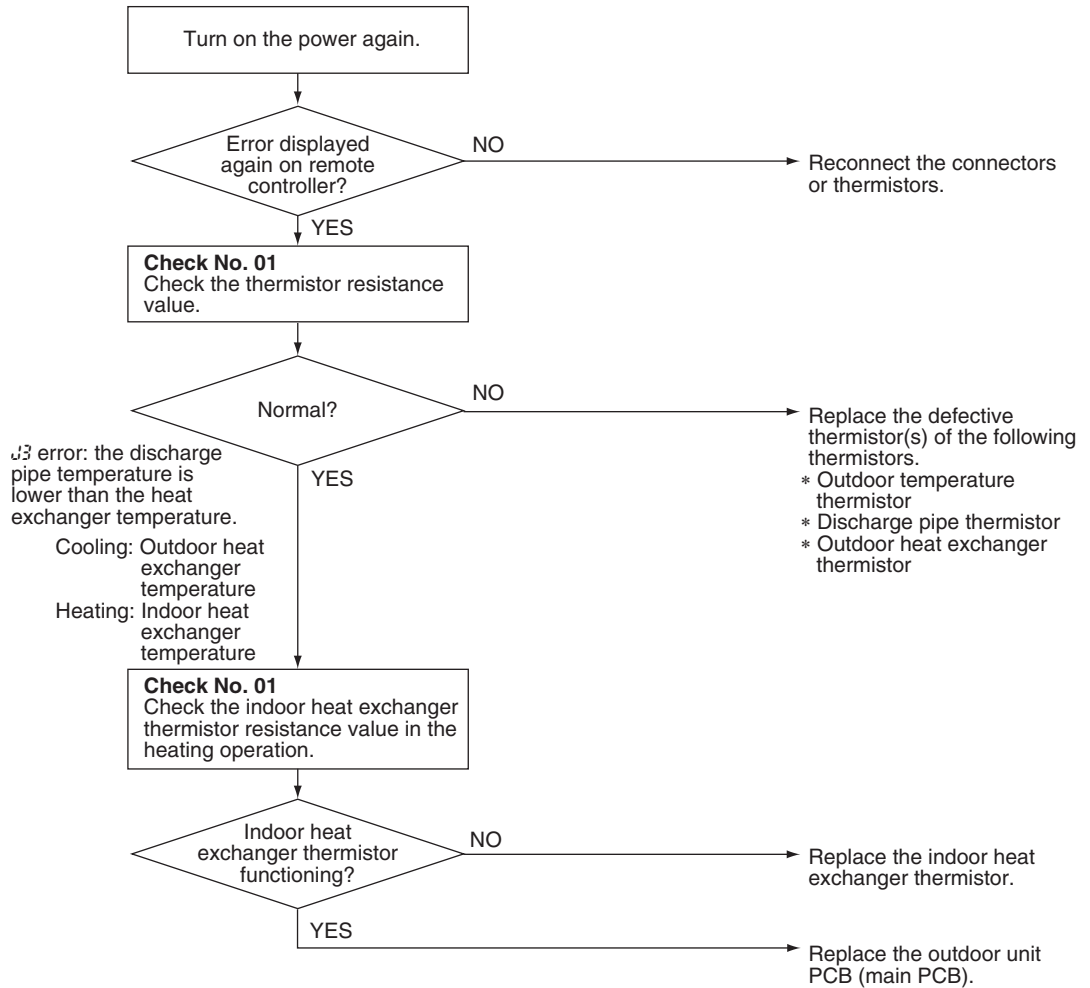 Turn on the power again.
Error displayed
again on remote
controller?
NO
Reconnect the connectors
or thermistors.
YES
Check No. 01
Check the thermistor resistance
value.
Normal?
NO
Replace the defective
thermistor(s) of the following
thermistors.
* Outdoor temperature
thermistor
* Discharge pipe thermistor
* Outdoor heat exchanger
thermistor
YES
J3 error: the discharge
pipe temperature is
lower than the heat
exchanger temperature.
Cooling: Outdoor heat
exchanger
temperature
Heating: Indoor heat
exchanger
temperature
Check No. 01
Check the indoor heat exchanger
thermistor resistance value in the
heating operation.
Indoor heat
exchanger thermistor
functioning?
NO
Replace the indoor heat
exchanger thermistor.
YES
Replace the outdoor unit
PCB (main PCB).